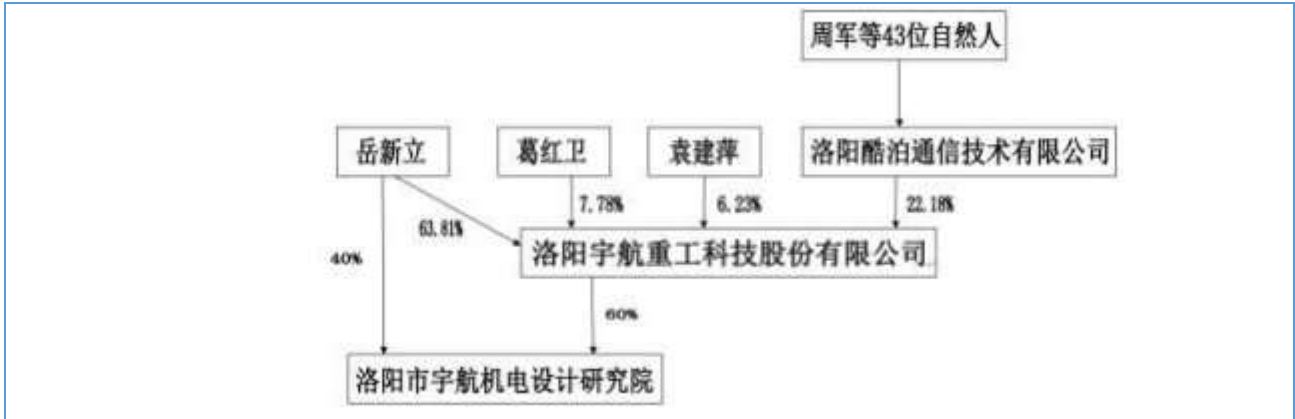 周军等43位自然人
岳新立
葛红卫
袁建萍
洛阳酷泊通信技术有限公司
7.78%
6.23%
22.18%
63.81%
洛阳宇航重工科技股份有限公司
40%
60%
洛阳市宇航机电设计研究院